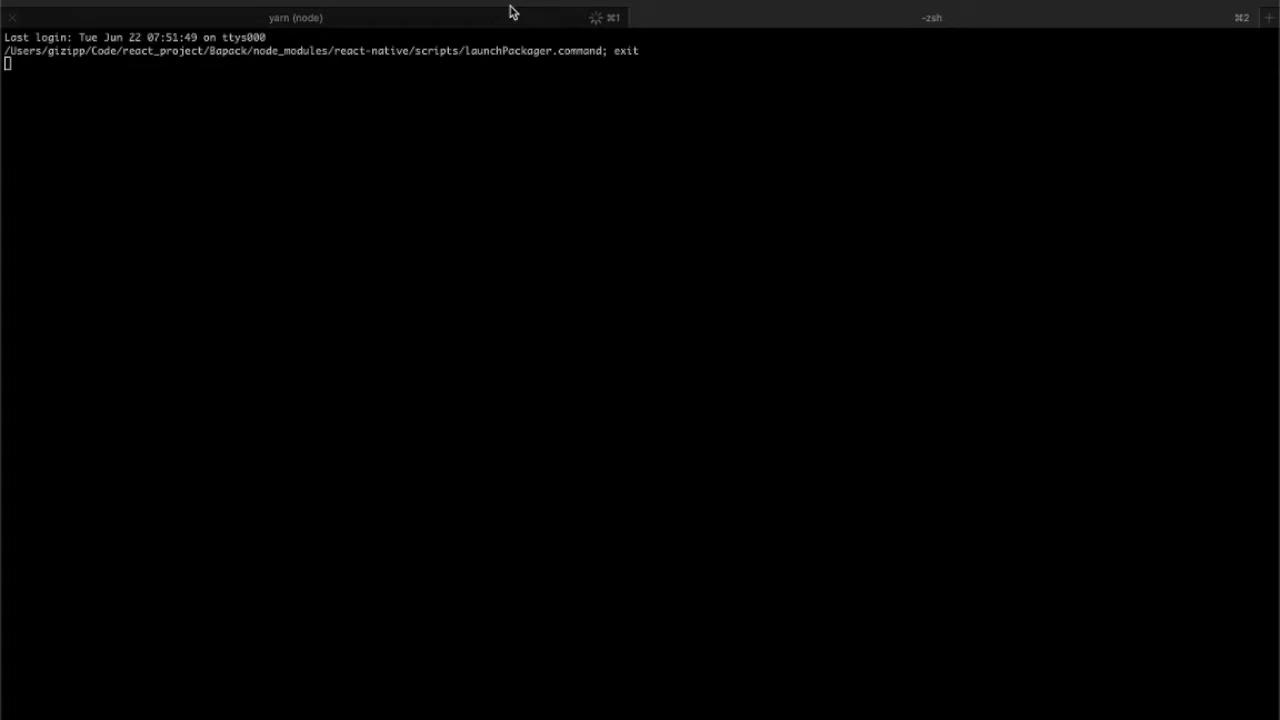 yarn (node) ⌘1 -zsh ⌘2
Last login: Tue Jun 22 07:51:49 on ttys000
/Users/gizipp/Code/react_project/Bapack/node_modules/react-native/scripts/launchPackager.command; exit